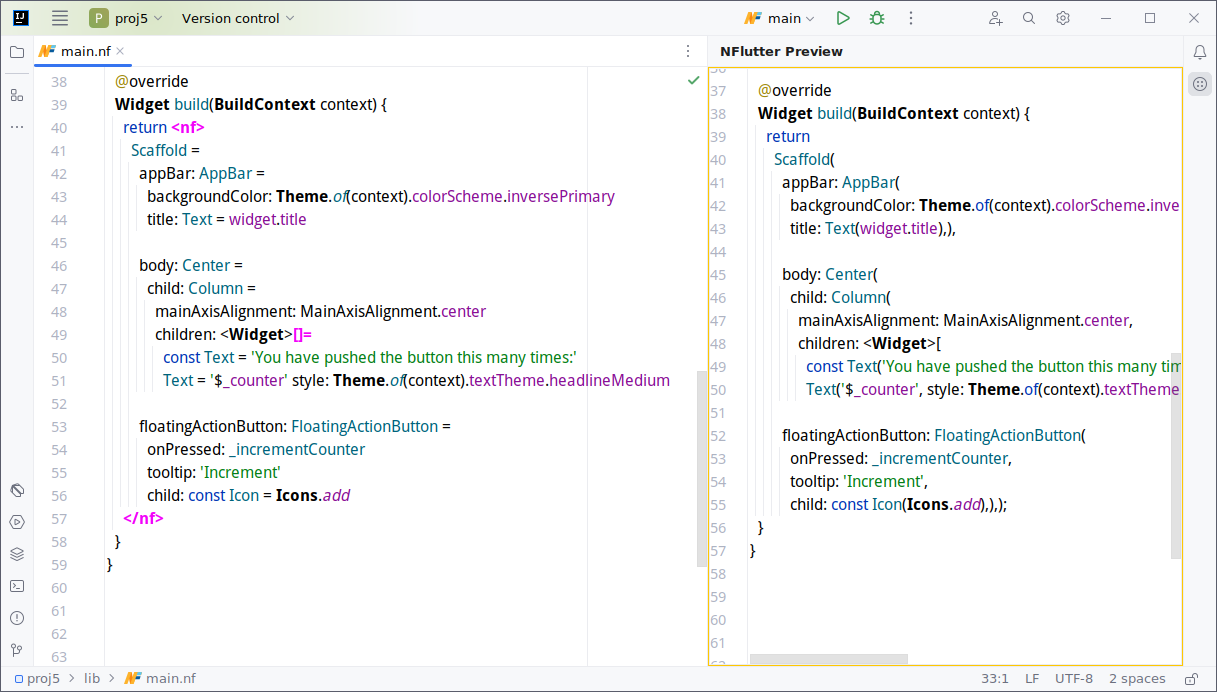 proj5
Version control
main
main.nf
NFlutter Preview
38 @override
39 Widget build(BuildContext context) {
40 return <nf>
41 Scaffold =
42 appBar: AppBar =
43 backgroundColor: Theme.of(context).colorScheme.inversePrimary
44 title: Text = widget.title
45
46 body: Center =
47 child: Column =
48 mainAxisAlignment: MainAxisAlignment.center
49 children: <Widget>[]=
50 const Text = 'You have pushed the button this many times:'
51 Text = '$_counter' style: Theme.of(context).textTheme.headlineMedium
52
53 floatingActionButton: FloatingActionButton =
54 onPressed: _incrementCounter
55 tooltip: 'Increment'
56 child: const Icon = Icons.add
57 </nf>
58 }
59 }
60
61
62
63
36
37 @override
38 Widget build(BuildContext context) {
39 return
40 Scaffold(
41 appBar: AppBar(
42 backgroundColor: Theme.of(context).colorScheme.inve
43 title: Text(widget.title),),
44
45 body: Center(
46 child: Column(
47 mainAxisAlignment: MainAxisAlignment.center,
48 children: <Widget>[
49 const Text('You have pushed the button this many tim
50 Text('$_counter', style: Theme.of(context).textTheme
51
52 floatingActionButton: FloatingActionButton(
53 onPressed: _incrementCounter,
54 tooltip: 'Increment',
55 child: const Icon(Icons.add),),);
56 }
57 }
58
59
60
61
proj5 > lib > main.nf
33:1 LF UTF-8 2 spaces